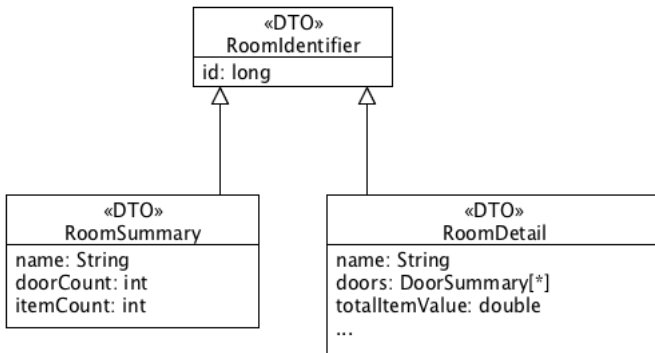 «DTO»
RoomIdentifier
id: long
«DTO»
RoomSummary
name: String
doorCount: int
itemCount: int
«DTO»
RoomDetail
name: String
doors: DoorSummary[*]
totalItemValue: double
...